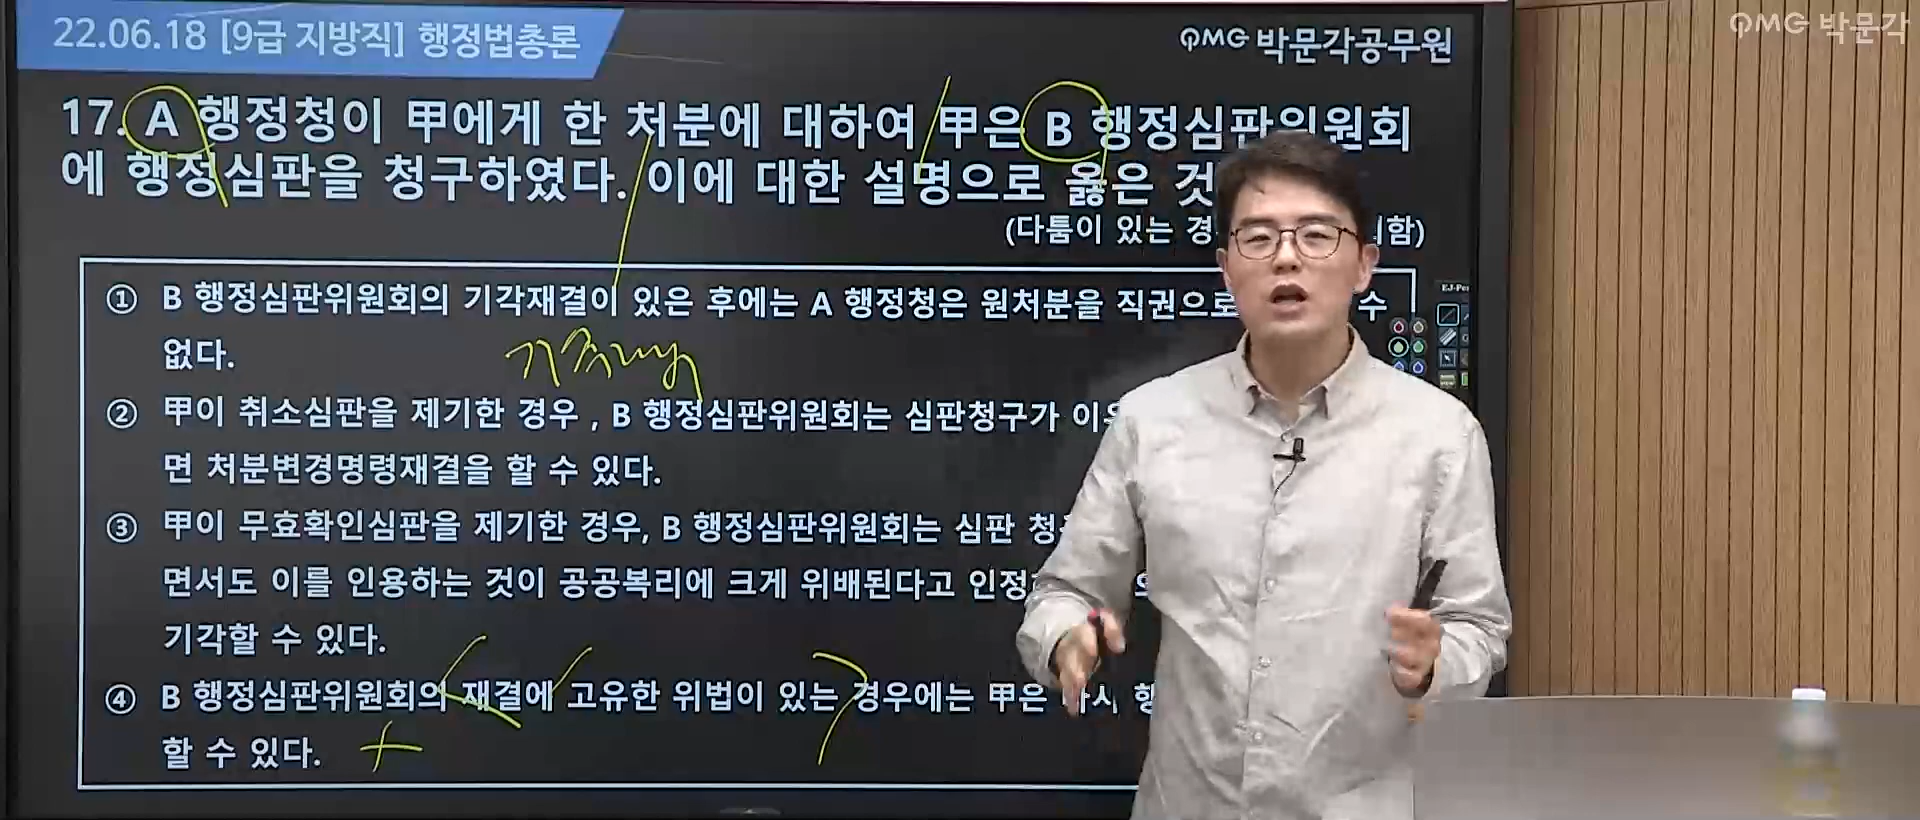 22.06.18 [9급 지방직] 행정법총론
박문각공무원
박문각
17. A 행정청이 甲에게 한 처분에 대하여 甲은 B 행정심판위원회
에 행정심판을 청구하였다. 이에 대한 설명으로 옳은 것
(다툼이 있는 경 함)
① B 행정심판위원회의 기각재결이 있은 후에는 A 행정청은 원처분을 직권으로 수
없다.
② 甲이 취소심판을 제기한 경우, B 행정심판위원회는 심판청구가
면 처분변경명령재결을 할 수 있다.
③ 甲이 무효확인심판을 제기한 경우, B 행정심판위원회는 심판
면서도 이를 인용하는 것이 공공복리에 크게 위배된다고
기각할 수 있다.
④ B 행정심판위원회의 재결에 고유한 위법이 있는 경우에는 甲은
할 수 있다.